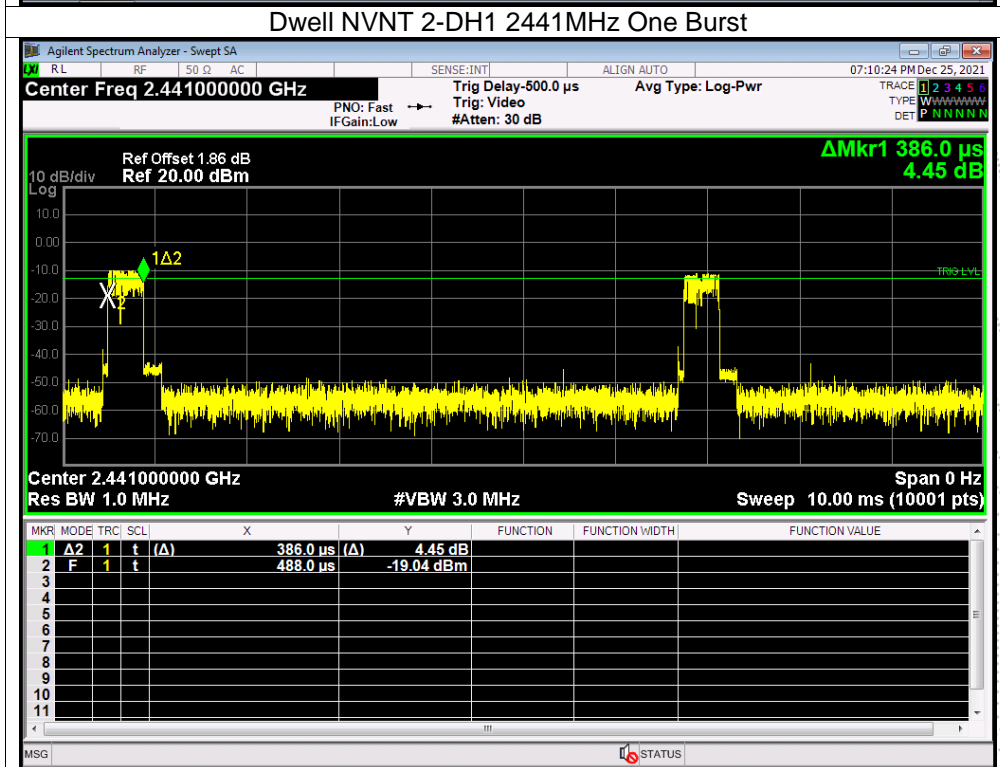 Dwell NVNT 2-DH1 2441MHz One Burst
Agilent Spectrum Analyzer - Swept SA
LXI RL RF 50 Ω AC SENSE:INT ALIGN AUTO 07:10:24 PM Dec 25, 2021
Center Freq 2.441000000 GHz
PNO: Fast
IFGain:Low
Trig Delay-500.0 µs
Trig: Video
#Atten: 30 dB
Avg Type: Log-Pwr
TRACE 1 2 3 4 5 6
TYPE WWWWWW
DET P N N N N N
ΔMkr1 386.0 µs
4.45 dB
Ref Offset 1.86 dB
10 dB/div Ref 20.00 dBm
Log
10.0
0.00
-10.0
-20.0
-30.0
-40.0
-50.0
-60.0
-70.0
1Δ2
2
TRIG LVL
Center 2.441000000 GHz Span 0 Hz
Res BW 1.0 MHz #VBW 3.0 MHz Sweep 10.00 ms (10001 pts)
MKR MODE TRC SCL X Y FUNCTION FUNCTION WIDTH FUNCTION VALUE
1 Δ2 1 t (Δ) 386.0 µs (Δ) 4.45 dB
2 F 1 t 488.0 µs -19.04 dBm
3
4
5
6
7
8
9
10
11
MSG STATUS